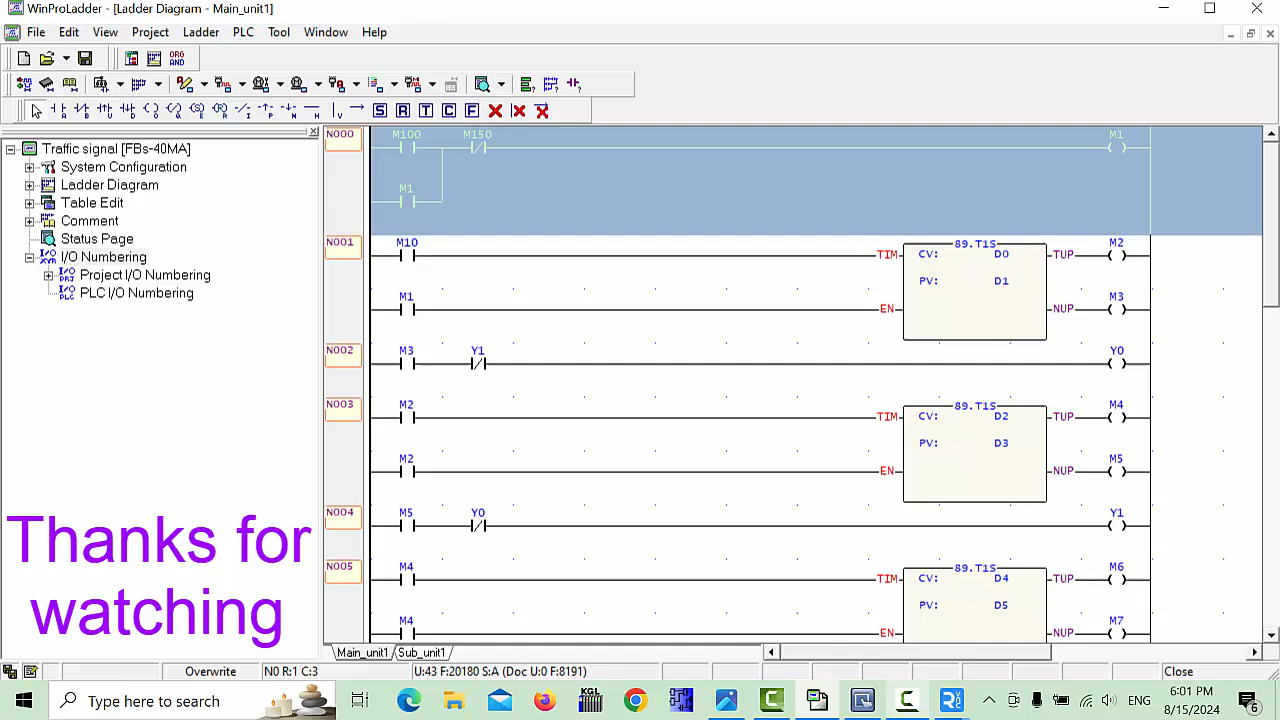 WinProLadder - [Ladder Diagram - Main_unit1]
File Edit View Project Ladder PLC Tool Window Help
ORG
AND
A B U D O Q S R I P N H V S R T C F
Traffic signal [FBs-40MA]
System Configuration
Ladder Diagram
Table Edit
Comment
Status Page
I/O Numbering
Project I/O Numbering
PLC I/O Numbering
Thanks for
watching
N000 M100 M150 M1
M1
N001 M10 TIM 89.T1S CV: D0 TUP M2
PV: D1
M1 EN NUP M3
N002 M3 Y1 Y0
N003 M2 TIM 89.T1S CV: D2 TUP M4
PV: D3
M2 EN NUP M5
N004 M5 Y0 Y1
N005 M4 TIM 89.T1S CV: D4 TUP M6
PV: D5
M4 EN NUP M7
Main_unit1 Sub_unit1
Overwrite N0 R:1 C:3 U:43 F:20180 S:A (Doc U:0 F:8191) Close
Type here to search
KGL
ENG
6:01 PM
8/15/2024
6